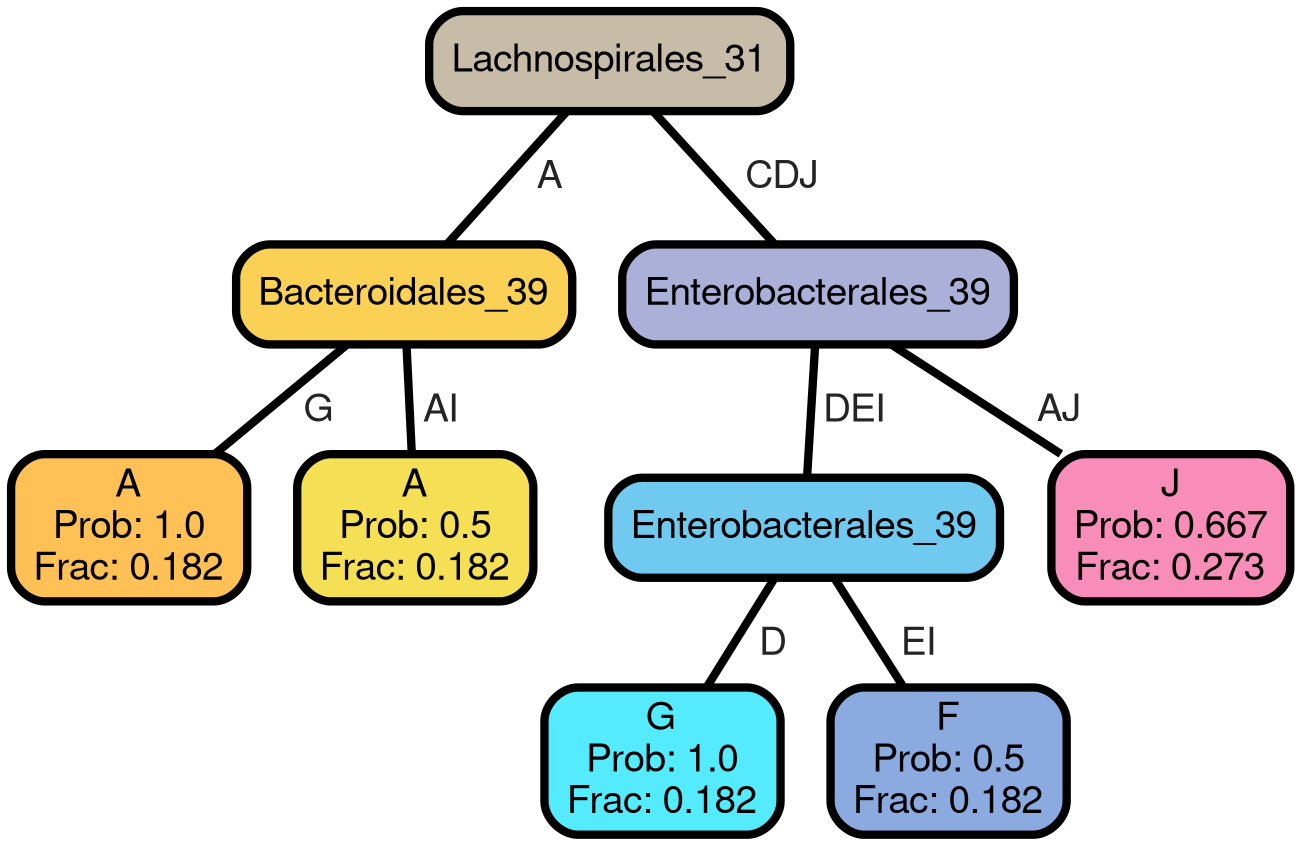 Lachnospirales_31
A
CDJ
Bacteroidales_39
Enterobacterales_39
G
AI
DEI
AJ
A
Prob: 1.0
Frac: 0.182
A
Prob: 0.5
Frac: 0.182
Enterobacterales_39
J
Prob: 0.667
Frac: 0.273
D
EI
G
Prob: 1.0
Frac: 0.182
F
Prob: 0.5
Frac: 0.182